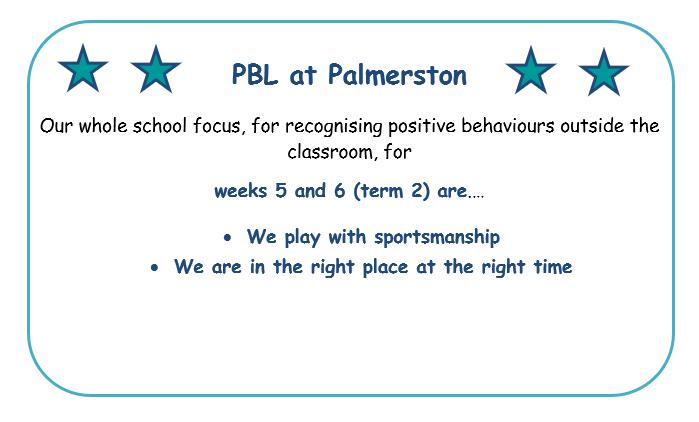 PBL at Palmerston
Our whole school focus, for recognising positive behaviours outside the
classroom, for
weeks 5 and 6 (term 2) are....
• We play with sportsmanship
• We are in the right place at the right time